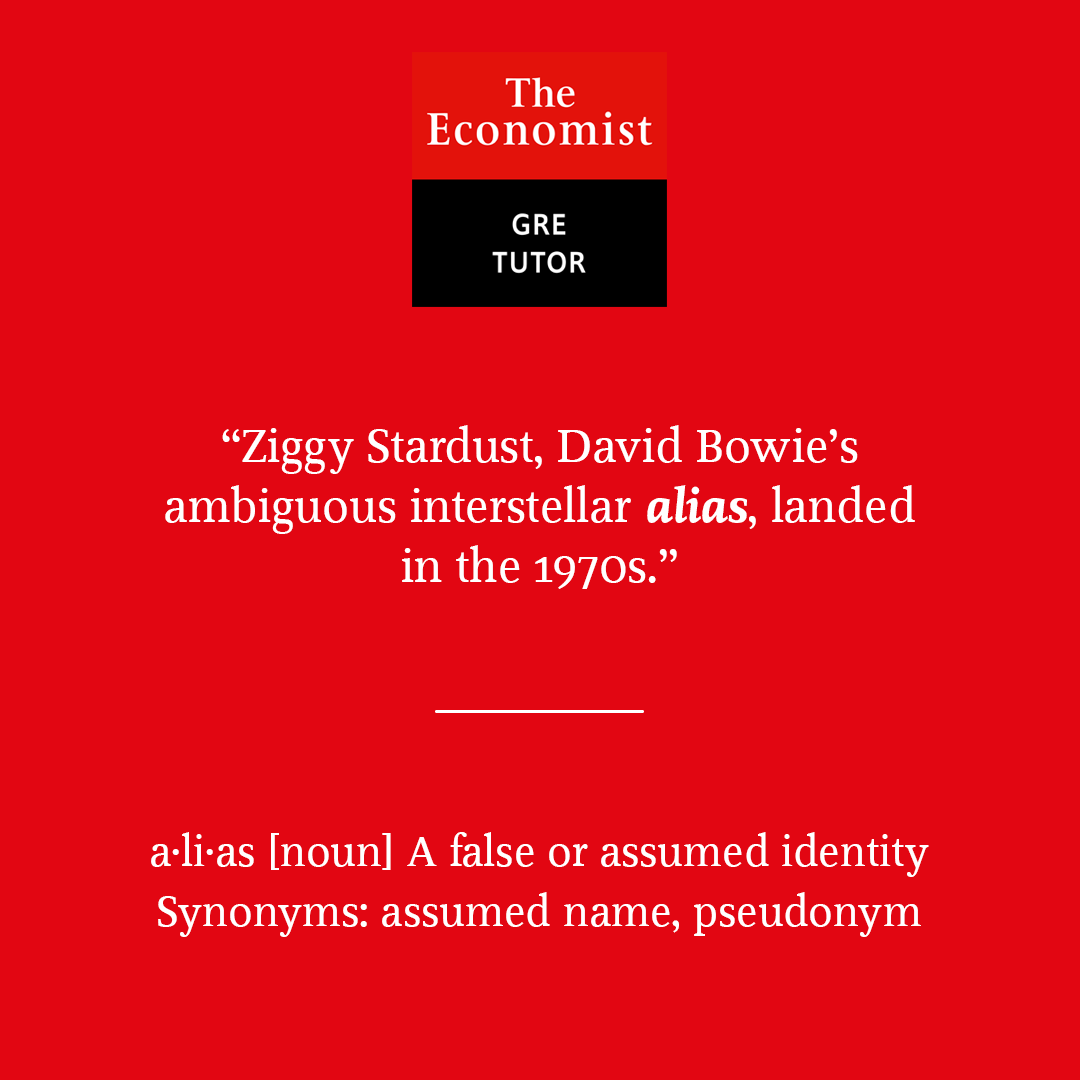 The
Economist
GRE
TUTOR
“Ziggy Stardust, David Bowie’s
ambiguous interstellar alias, landed
in the 1970s.”
a·li·as [noun] A false or assumed identity
Synonyms: assumed name, pseudonym